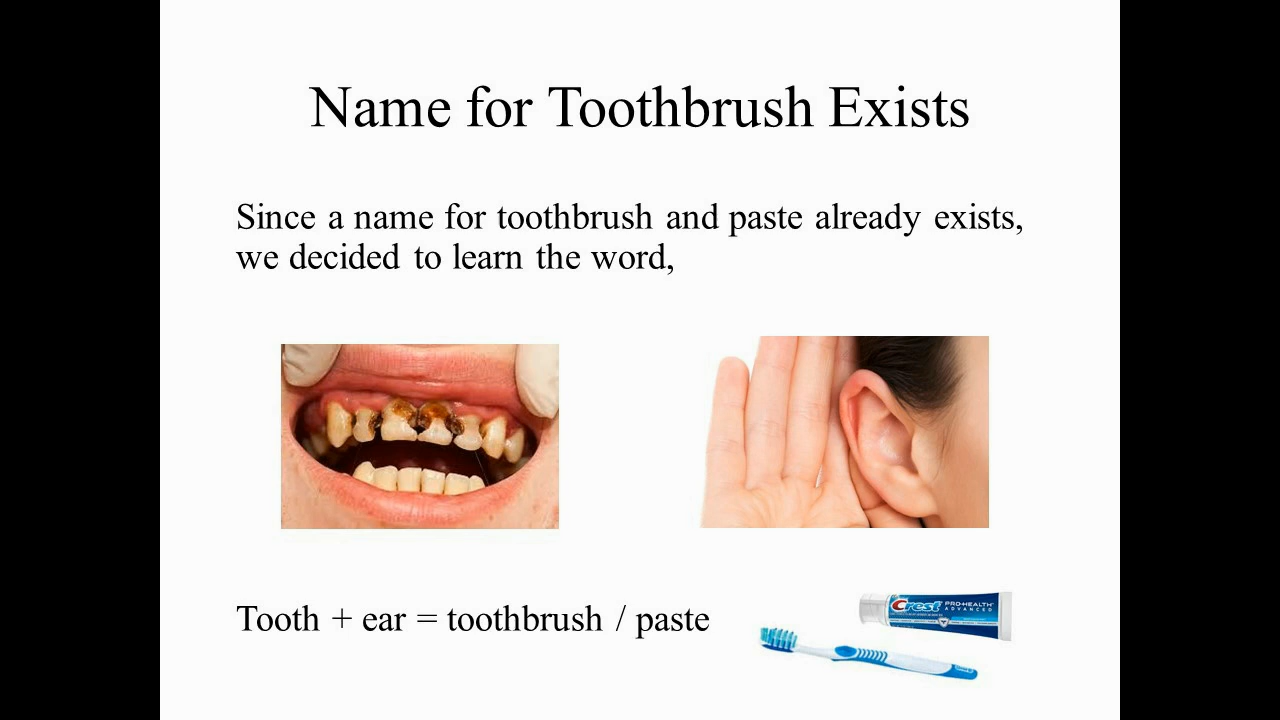 Name for Toothbrush Exists
Since a name for toothbrush and paste already exists,
we decided to learn the word,
Tooth + ear = toothbrush / paste
Crest PRO-HEALTH
ADVANCED